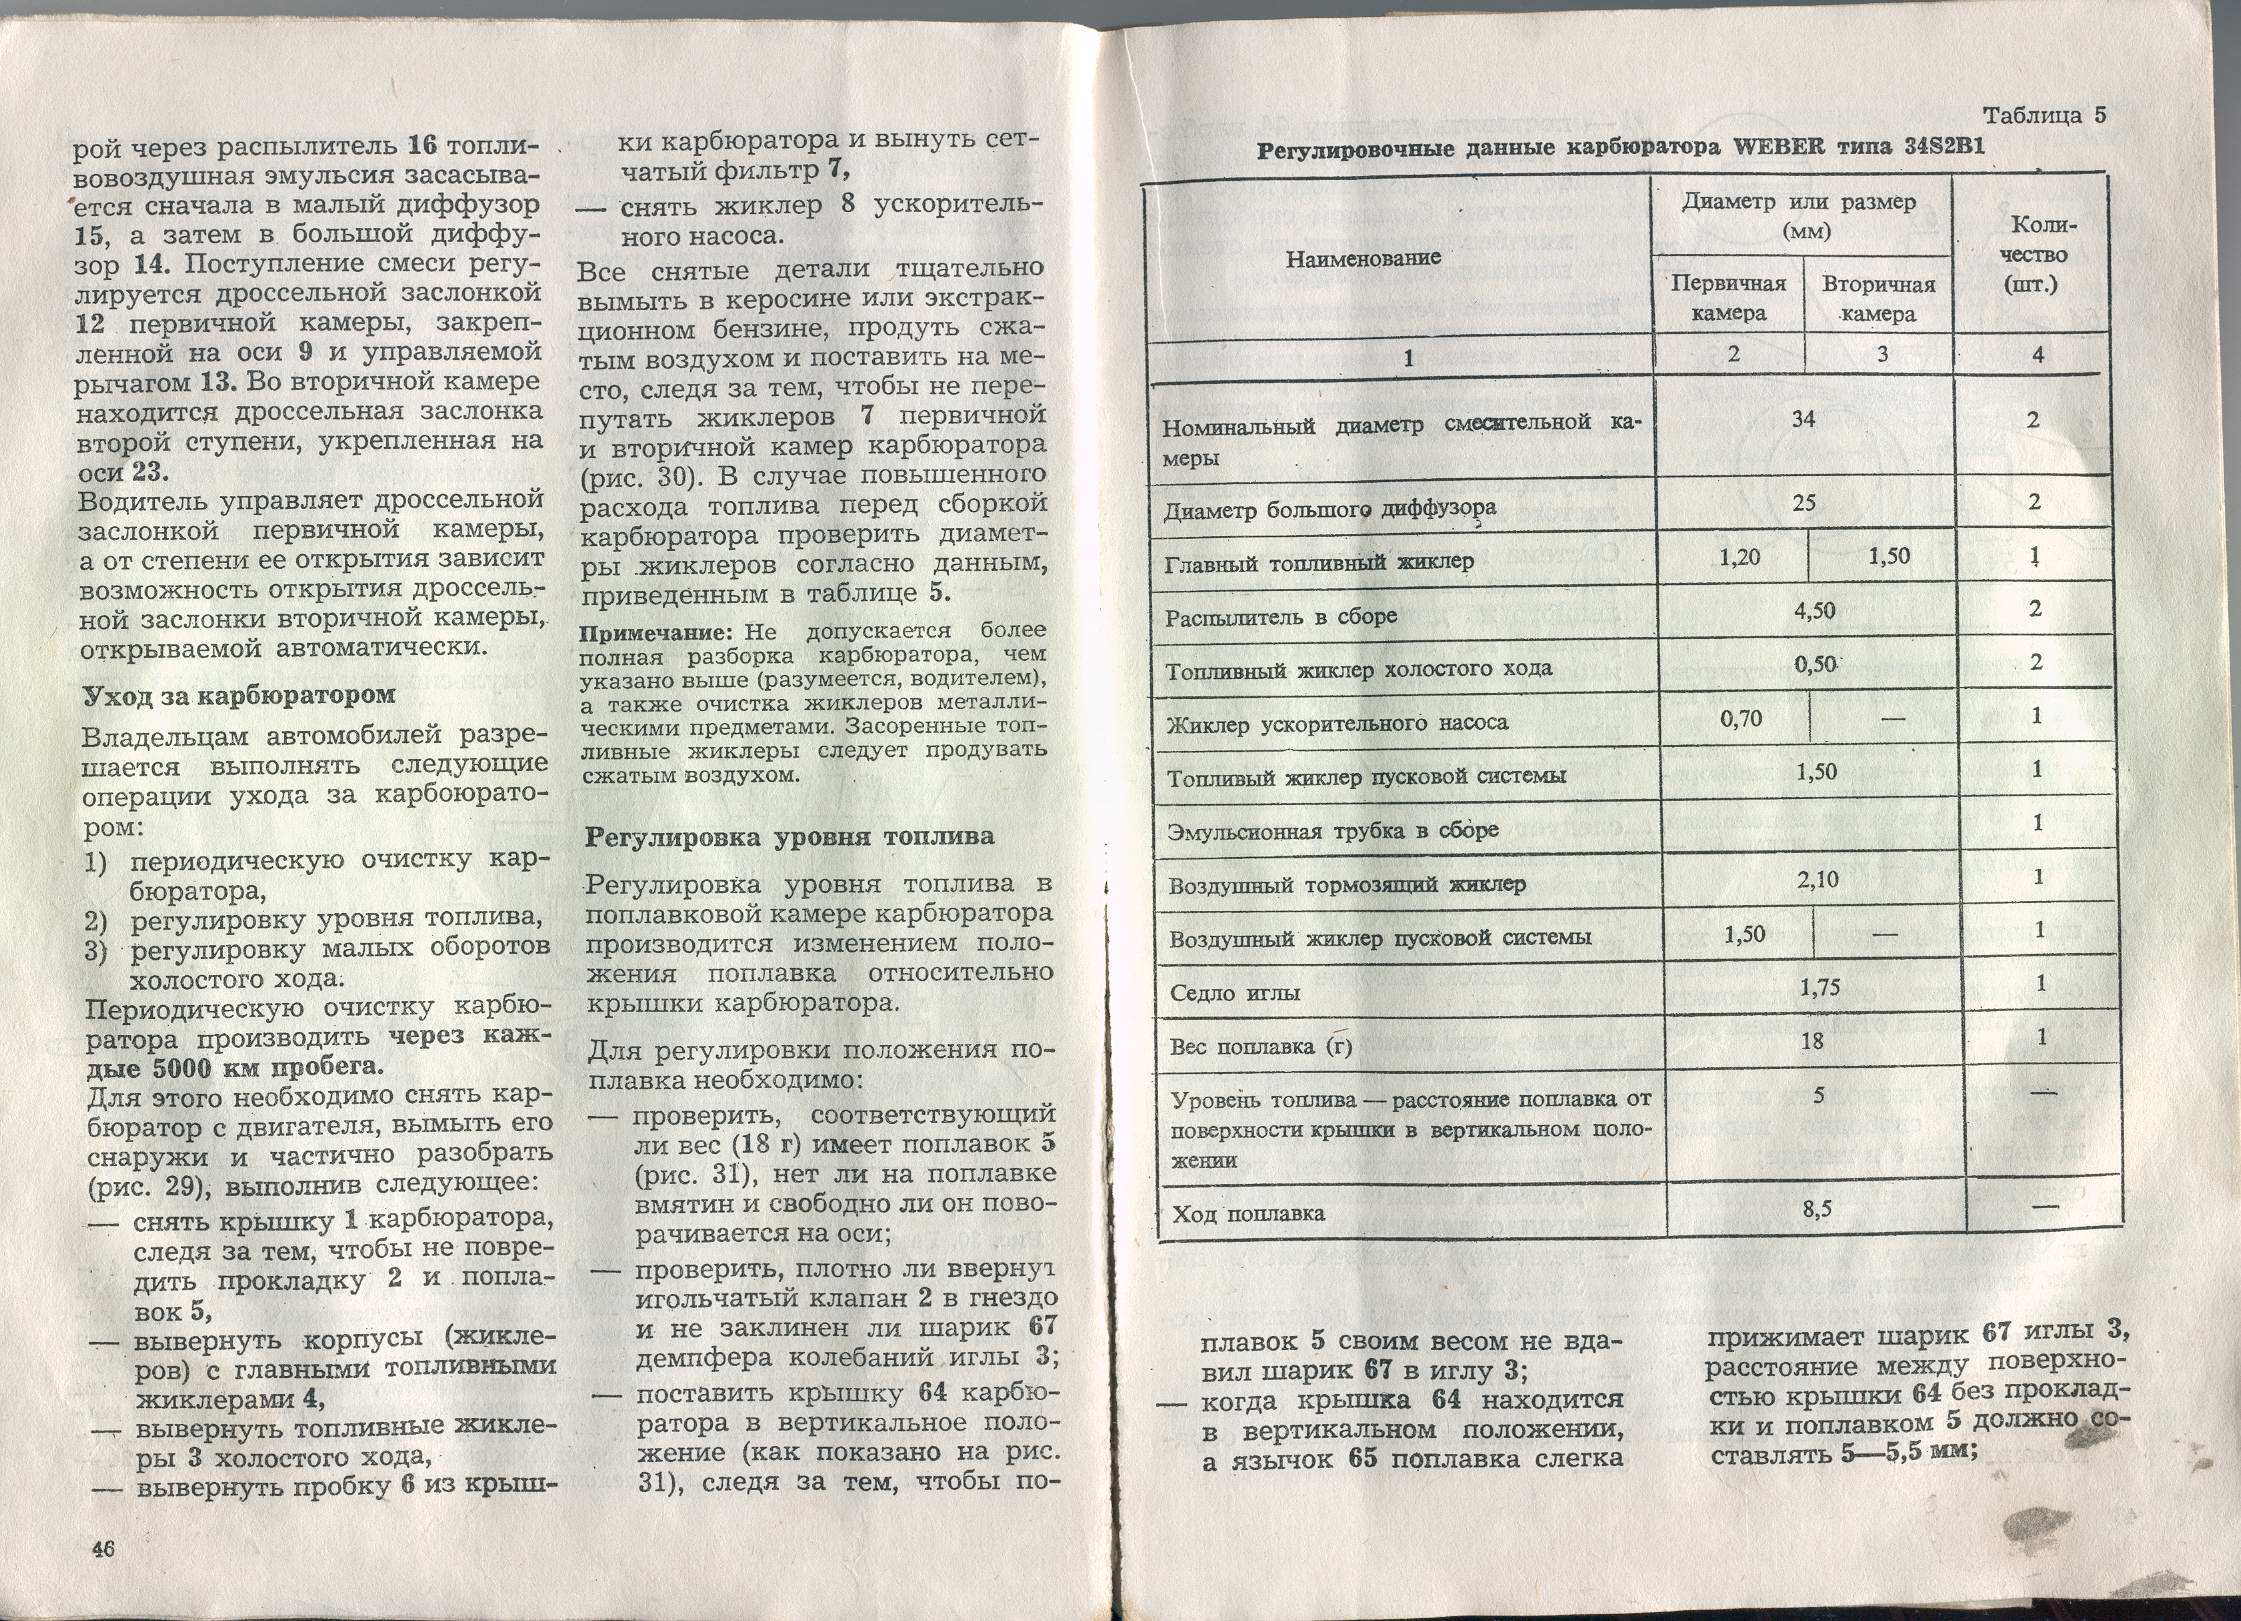 рой через распылитель 16 топли-
вовоздушная эмульсия засасыва-
ется сначала в малый диффузор
15, а затем в большой диффу-
зор 14. Поступление смеси регу-
лируется дроссельной заслонкой
12 первичной камеры, закреп-
ленной на оси 9 и управляемой
рычагом 13. Во вторичной камере
находится дроссельная заслонка
второй ступени, укрепленная на
оси 23.
Водитель управляет дроссельной
заслонкой первичной камеры,
а от степени ее открытия зависит
возможность открытия дроссель-
ной заслонки вторичной камеры,
открываемой автоматически.
Уход за карбюратором
Владельцам автомобилей разре-
шается выполнять следующие
операции ухода за карбоюрато-
ром:
1) периодическую очистку кар-
бюратора,
2) регулировку уровня топлива,
3) регулировку малых оборотов
холостого хода.
Периодическую очистку карбю-
ратора производить через каж-
дые 5000 км пробега.
Для этого необходимо снять кар-
бюратор с двигателя, вымыть его
снаружи и частично разобрать
(рис. 29), выполнив следующее:
— снять крышку 1 карбюратора,
следя за тем, чтобы не повре-
дить прокладку 2 и попла-
вок 5,
— вывернуть корпусы (жикле-
ров) с главными топливными
жиклерами 4,
— вывернуть топливные жикле-
ры 3 холостого хода,
— вывернуть пробку 6 из крыш-
46
ки карбюратора и вынуть сет-
чатый фильтр 7,
— снять жиклер 8 ускоритель-
ного насоса.
Все снятые детали тщательно
вымыть в керосине или экстрак-
ционном бензине, продуть сжа-
тым воздухом и поставить на ме-
сто, следя за тем, чтобы не пере-
путать жиклеров 7 первичной
и вторичной камер карбюратора
(рис. 30). В случае повышенного
расхода топлива перед сборкой
карбюратора проверить диамет-
ры жиклеров согласно данным,
приведенным в таблице 5.
Примечание: Не допускается более
полная разборка карбюратора, чем
указано выше (разумеется, водителем),
а также очистка жиклеров металли-
ческими предметами. Засоренные топ-
ливные жиклеры следует продувать
сжатым воздухом.
Регулировка уровня топлива
Регулировка уровня топлива в
поплавковой камере карбюратора
производится изменением поло-
жения поплавка относительно
крышки карбюратора.
Для регулировки положения по-
плавка необходимо:
— проверить, соответствующий
ли вес (18 г) имеет поплавок 5
(рис. 31), нет ли на поплавке
вмятин и свободно ли он пово-
рачивается на оси;
— проверить, плотно ли ввернут
игольчатый клапан 2 в гнездо
и не заклинен ли шарик 67
демпфера колебаний иглы 3;
— поставить крышку 64 карбю-
ратора в вертикальное поло-
жение (как показано на рис.
31), следя за тем, чтобы по-
Таблица 5
Регулировочные данные карбюратора WEBER типа 34S2B1
Наименование
Диаметр или размер
(мм)
Первичная
камера
Вторичная
камера
Коли-
чество
(шт.)
1 2 3 4
Номинальный диаметр смесительной ка-
меры 34 2
Диаметр большого диффузора 25 2
Главный топливный жиклер 1,20 1,50 1
Распылитель в сборе 4,50 2
Топливный жиклер холостого хода 0,50 2
Жиклер ускорительного насоса 0,70 — 1
Топливый жиклер пусковой системы 1,50 1
Эмульсионная трубка в сборе 1
Воздушный тормозящий жиклер 2,10 1
Воздушный жиклер пусковой системы 1,50 — 1
Седло иглы 1,75 1
Вес поплавка (г) 18 1
Уровень топлива — расстояние поплавка от 5 —
поверхности крышки в вертикальном поло-
жении
Ход поплавка 8,5 —
плавок 5 своим весом не вда-
вил шарик 67 в иглу 3;
— когда крышка 64 находится
в вертикальном положении,
а язычок 65 поплавка слегка
прижимает шарик 67 иглы 3,
расстояние между поверхно-
стью крышки 64 без проклад-
ки и поплавком 5 должно со-
ставлять 5—5,5 мм;